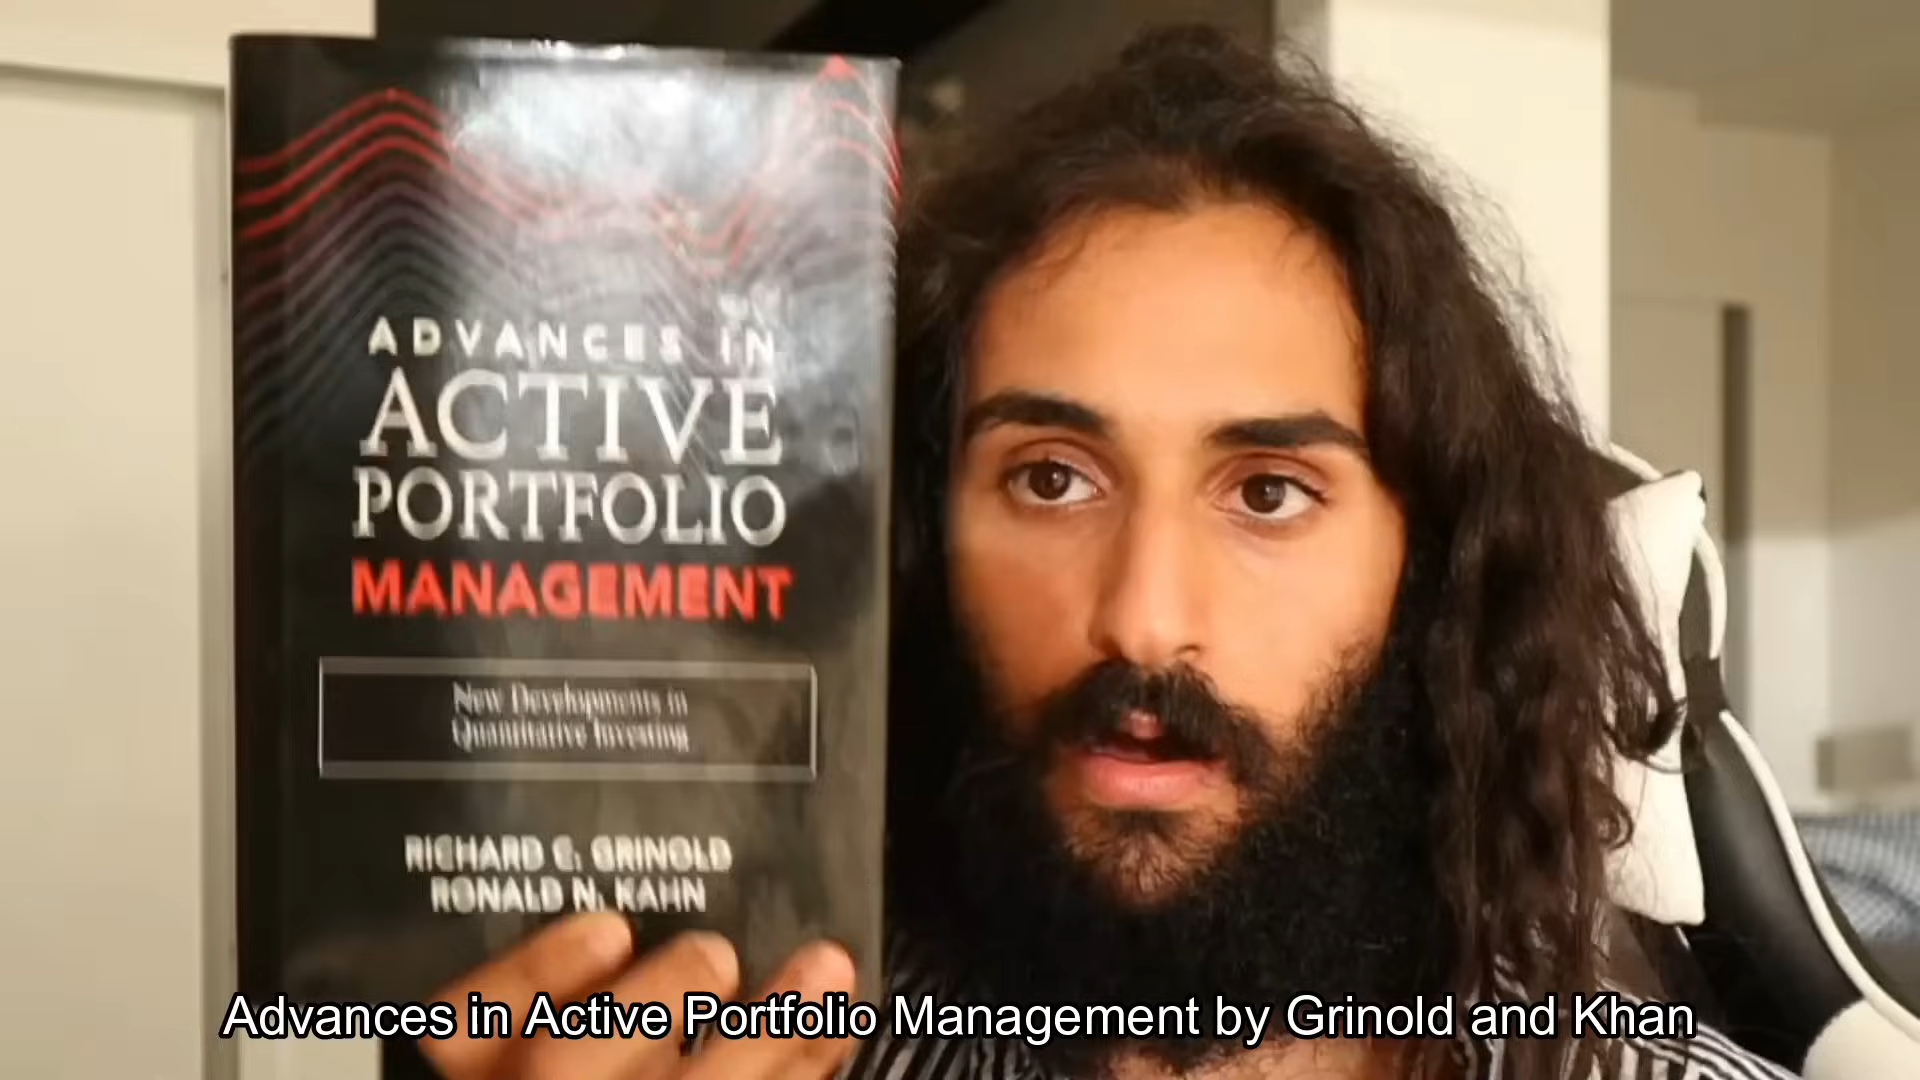 ADVANCES IN
ACTIVE
PORTFOLIO
MANAGEMENT
New Developments in
Quantitative Investing
RICHARD C. GRINOLD
RONALD N. KAHN
Advances in Active Portfolio Management by Grinold and Khan